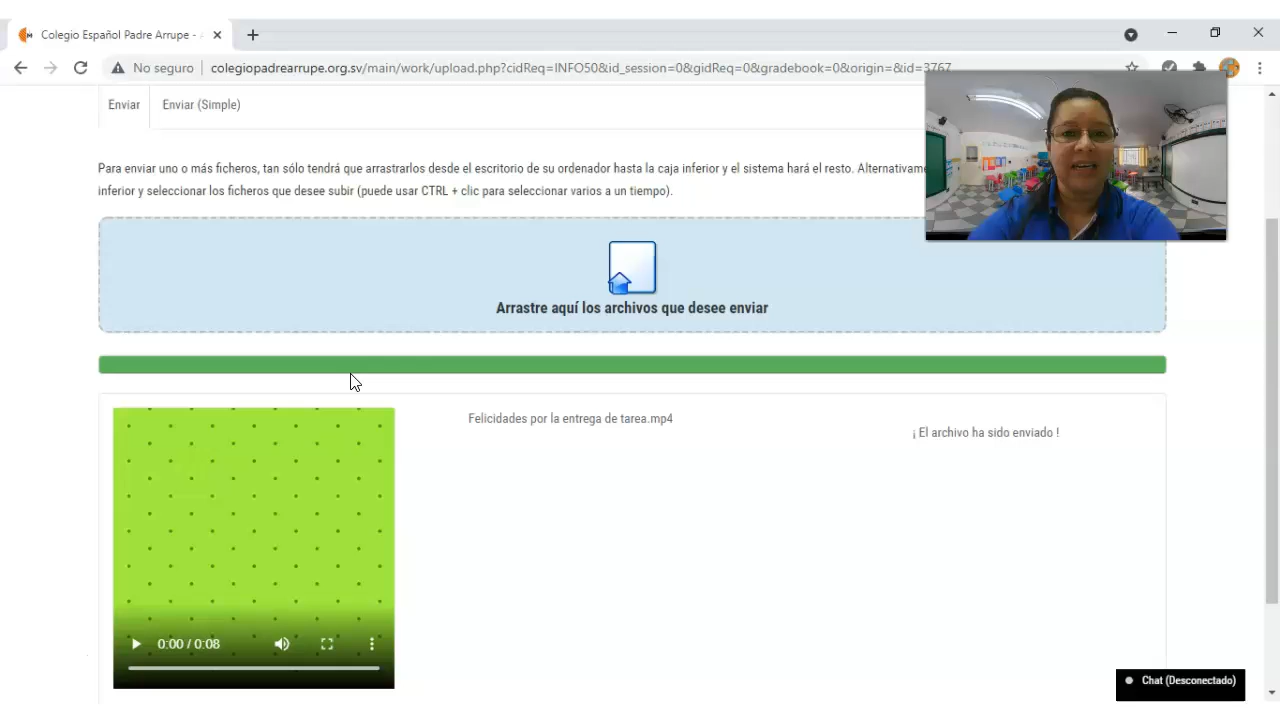 Colegio Español Padre Arrupe -
No seguro
colegiopadrearrupe.org.sv/main/work/upload.php?cidReq=INFO50&id_session=0&gidReq=0&gradebook=0&origin=&id=3767
Enviar
Enviar (Simple)
Para enviar uno o más ficheros, tan sólo tendrá que arrastrarlos desde el escritorio de su ordenador hasta la caja inferior y el sistema hará el resto. Alternativame
inferior y seleccionar los ficheros que desee subir (puede usar CTRL + clic para seleccionar varios a un tiempo).
Arrastre aquí los archivos que desee enviar
Felicidades por la entrega de tarea.mp4
¡ El archivo ha sido enviado !
0:00 / 0:08
Chat (Desconectado)